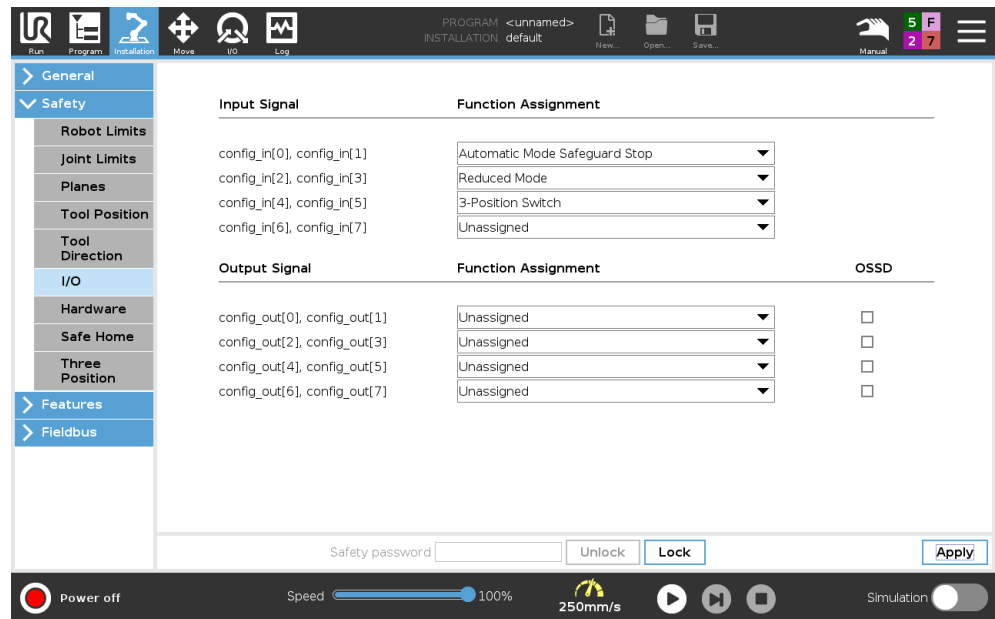 PROGRAM <unnamed>
INSTALLATION default
UR
Run
Program
Installation
Move
I/O
Log
New...
Open...
Save...
Manual
5 F
2 7
General
Safety
Robot Limits
Joint Limits
Planes
Tool Position
Tool
Direction
I/O
Hardware
Safe Home
Three
Position
Features
Fieldbus
Input Signal Function Assignment
config_in[0], config_in[1] Automatic Mode Safeguard Stop
config_in[2], config_in[3] Reduced Mode
config_in[4], config_in[5] 3-Position Switch
config_in[6], config_in[7] Unassigned
Output Signal Function Assignment OSSD
config_out[0], config_out[1] Unassigned
config_out[2], config_out[3] Unassigned
config_out[4], config_out[5] Unassigned
config_out[6], config_out[7] Unassigned
Safety password Unlock Lock Apply
Power off Speed 100% 250mm/s Simulation